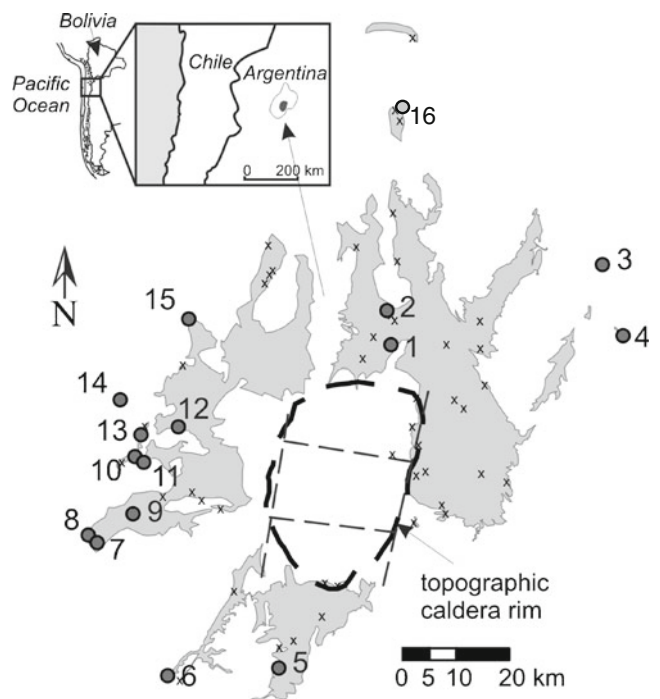 Bolivia
Pacific
Ocean
Chile
Argentina
0 200 km
16
N
3
15
2
4
1
14
12
13
10
11
9
8
7
topographic
caldera rim
6
5
0 5 10 20 km